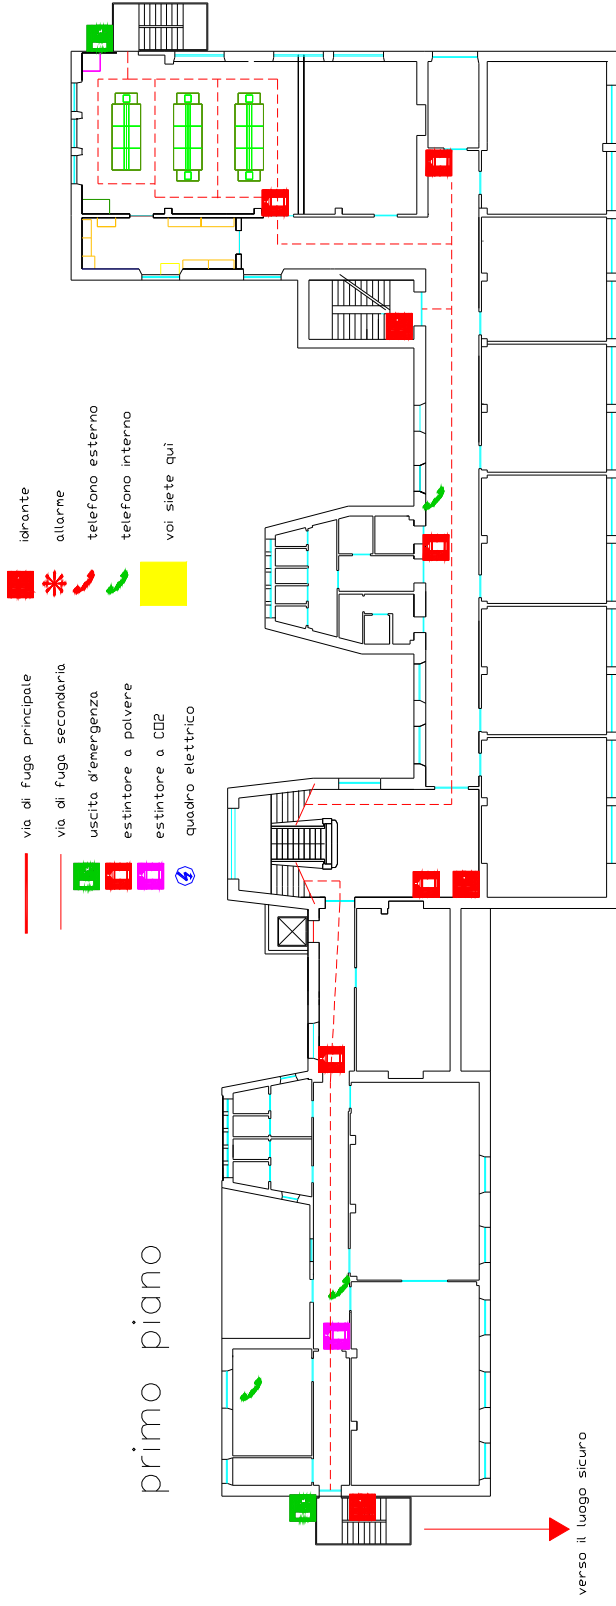 via di fuga principale
via di fuga secondaria
uscita d'emergenza
estintore a polvere
estintore a CO2
quadro elettrico
idrante
allarme
telefono esterno
telefono interno
voi siete quì
primo piano
verso il luogo sicuro